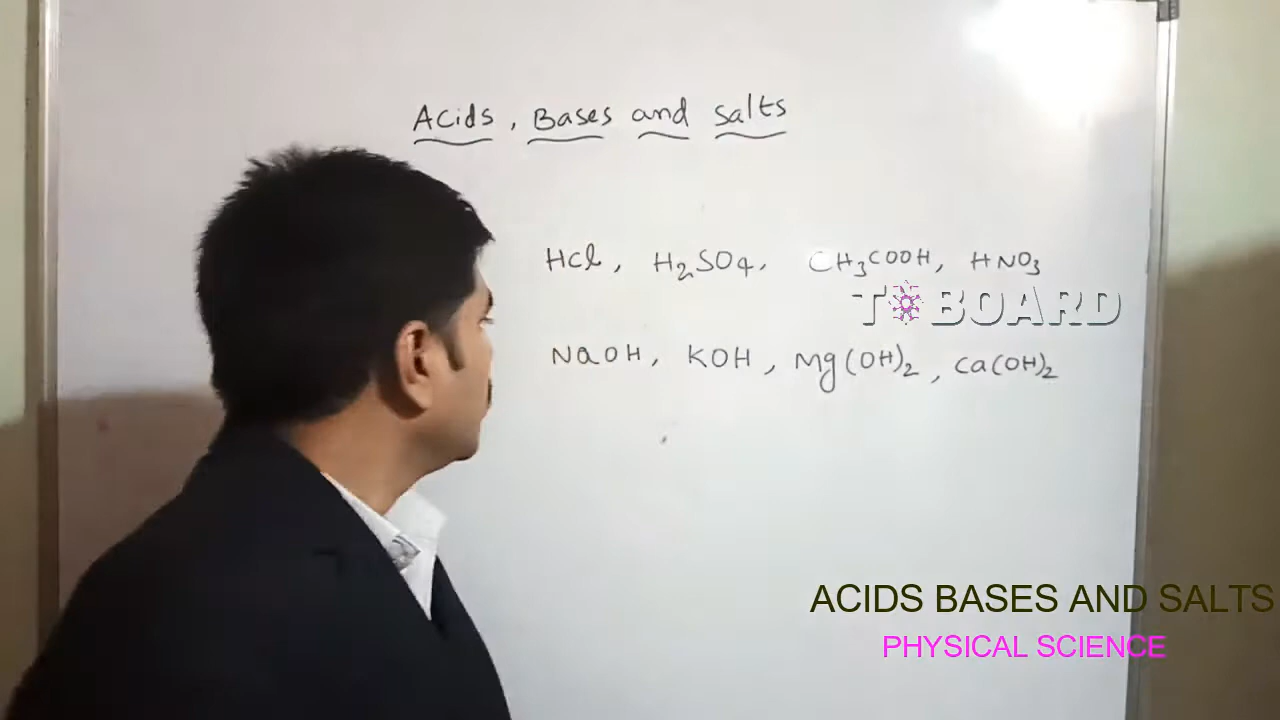 Acids, Bases and Salts
HCl, H₂SO₄, CH₃COOH, HNO₃
T BOARD
NaOH, KOH, Mg(OH)₂, Ca(OH)₂
ACIDS BASES AND SALTS
PHYSICAL SCIENCE